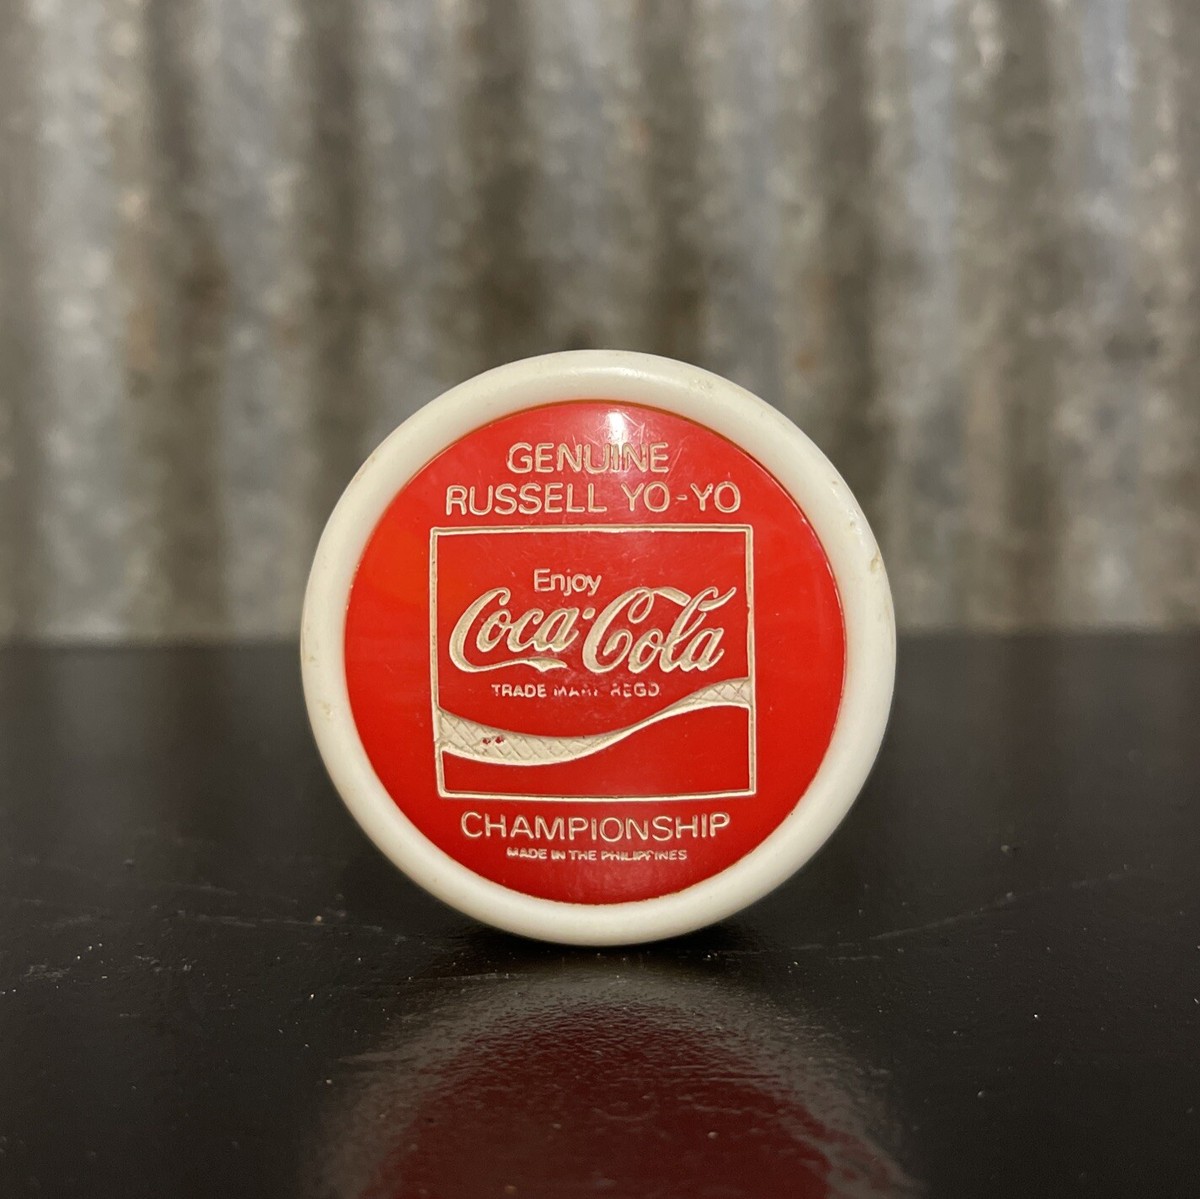 GENUINE
RUSSELL YO-YO
Enjoy
Coca-Cola
TRADE MARK REGD
CHAMPIONSHIP
MADE IN THE PHILIPPINES